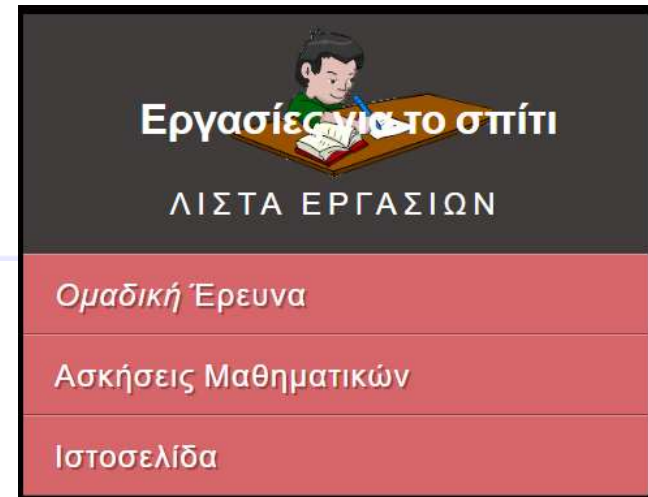 Εργασίες για το σπίτι
ΛΙΣΤΑ ΕΡΓΑΣΙΩΝ
Ομαδική Έρευνα
Ασκήσεις Μαθηματικών
Ιστοσελίδα